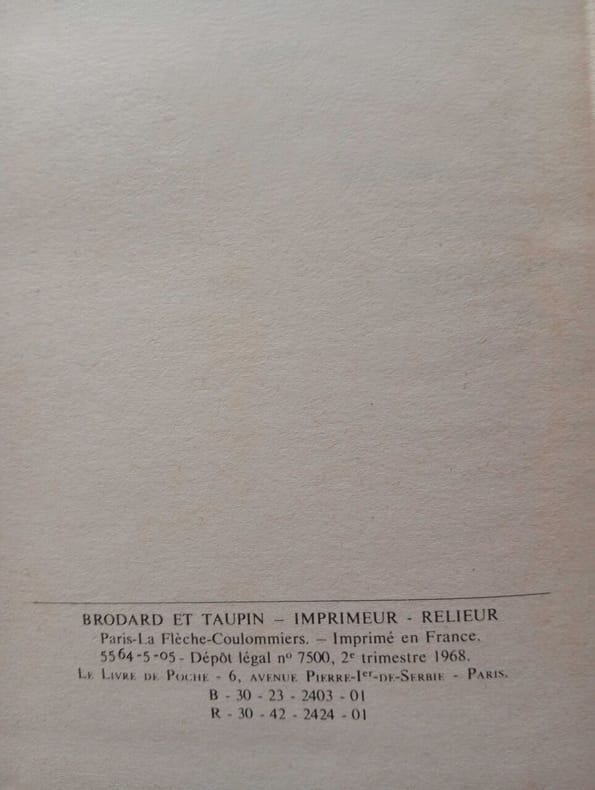 BRODARD ET TAUPIN – IMPRIMEUR - RELIEUR
Paris-La Flèche-Coulommiers. – Imprimé en France.
5564-5-05 - Dépôt légal nº 7500, 2e trimestre 1968.
LE LIVRE DE POCHE - 6, AVENUE PIERRE-Ier-DE-SERBIE - PARIS.
B - 30 - 23 - 2403 - 01
R - 30 - 42 - 2424 - 01